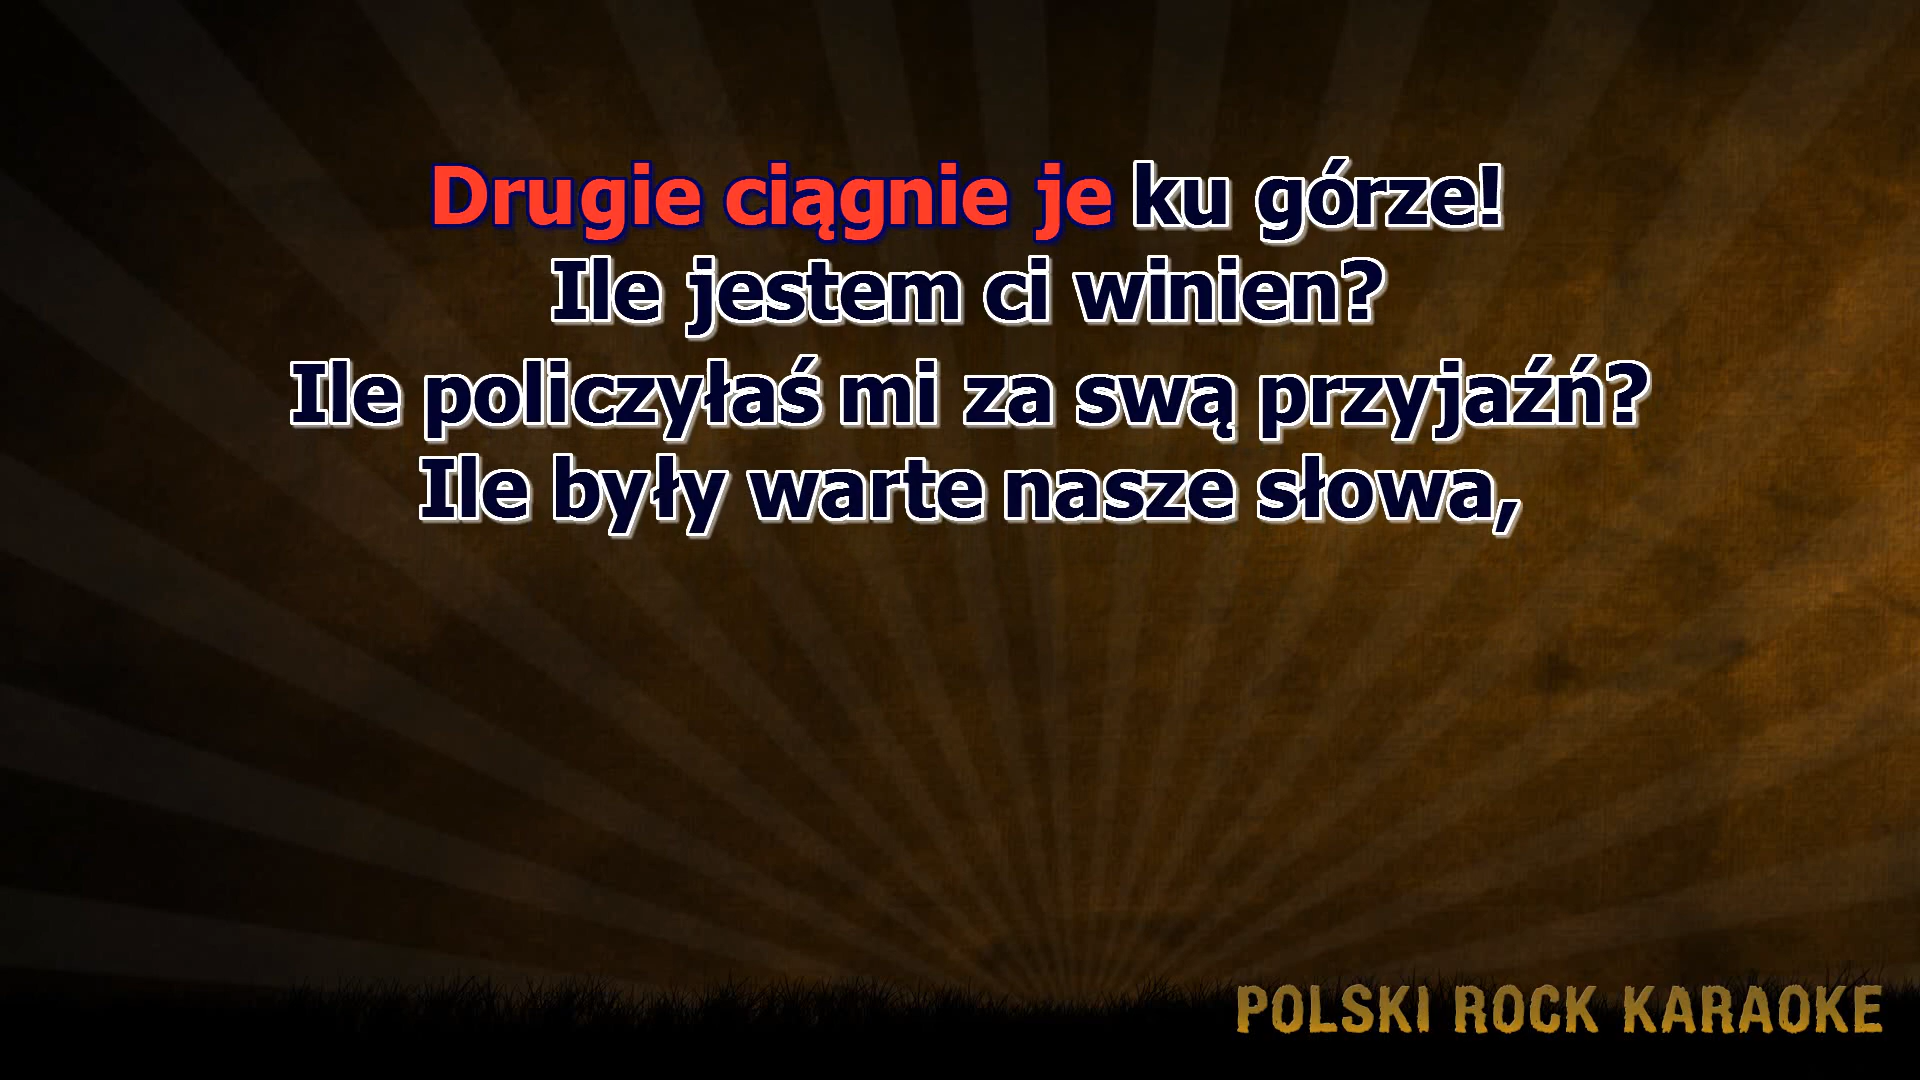 Drugie ciągnie je ku górze!
Ile jestem ci winien?
Ile policzyłaś mi za swą przyjaźń?
Ile były warte nasze słowa,
POLSKI ROCK KARAOKE